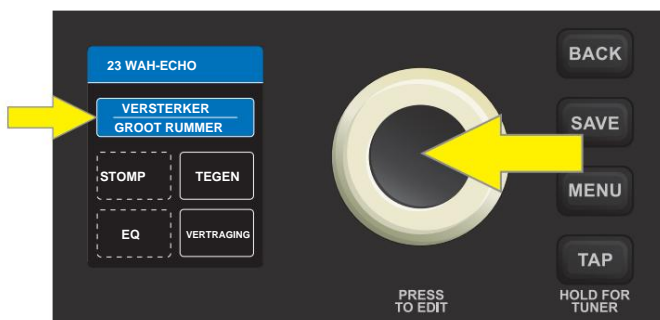 23 WAH-ECHO
VERSTERKER
GROOT RUMMER
STOMP
TEGEN
EQ
VERTRAGING
BACK
SAVE
MENU
TAP
PRESS
TO EDIT
HOLD FOR
TUNER